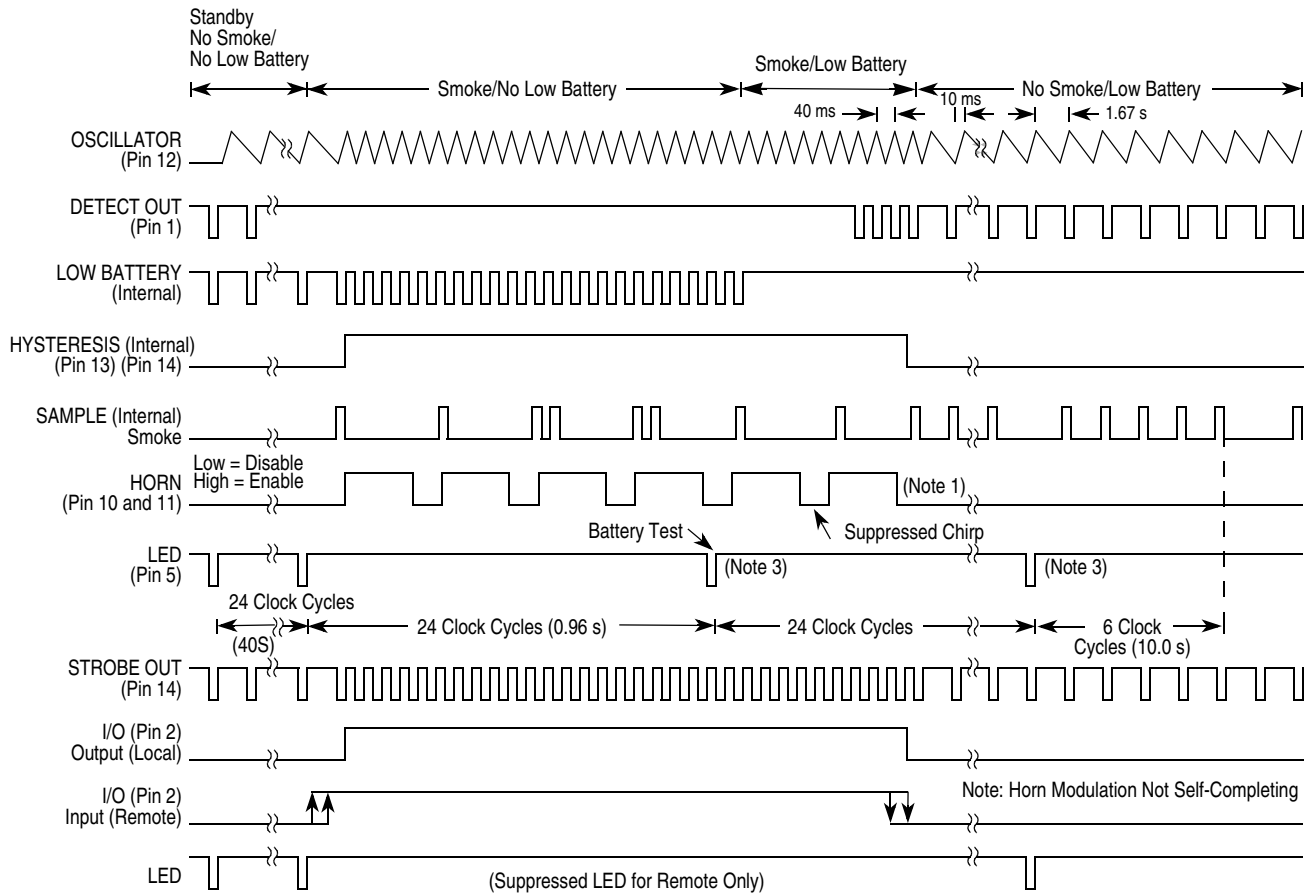 Standby
No Smoke/
No Low Battery
Smoke/No Low Battery
Smoke/Low Battery
No Smoke/Low Battery
40 ms
10 ms
1.67 s
OSCILLATOR
(Pin 12)
DETECT OUT
(Pin 1)
LOW BATTERY
(Internal)
HYSTERESIS (Internal)
(Pin 13) (Pin 14)
SAMPLE (Internal)
Smoke
Low = Disable
High = Enable
HORN
(Pin 10 and 11)
(Note 1)
Battery Test
Suppressed Chirp
LED
(Pin 5)
(Note 3)
(Note 3)
24 Clock Cycles
(40S)
24 Clock Cycles (0.96 s)
24 Clock Cycles
6 Clock
Cycles (10.0 s)
STROBE OUT
(Pin 14)
I/O (Pin 2)
Output (Local)
I/O (Pin 2)
Input (Remote)
Note: Horn Modulation Not Self-Completing
LED
(Suppressed LED for Remote Only)